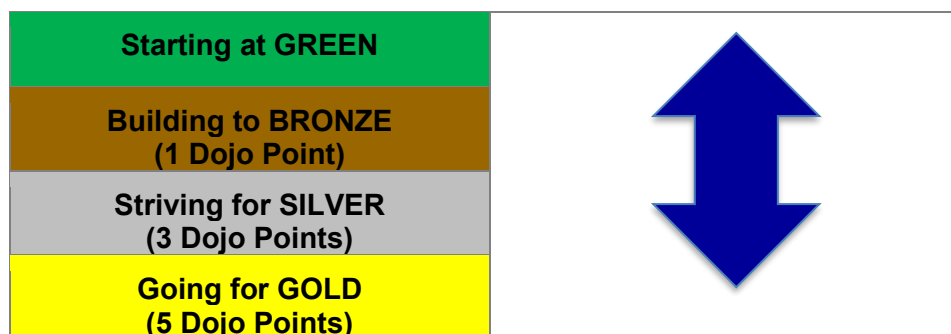 Starting at GREEN
Building to BRONZE
(1 Dojo Point)
Striving for SILVER
(3 Dojo Points)
Going for GOLD
(5 Dojo Points)